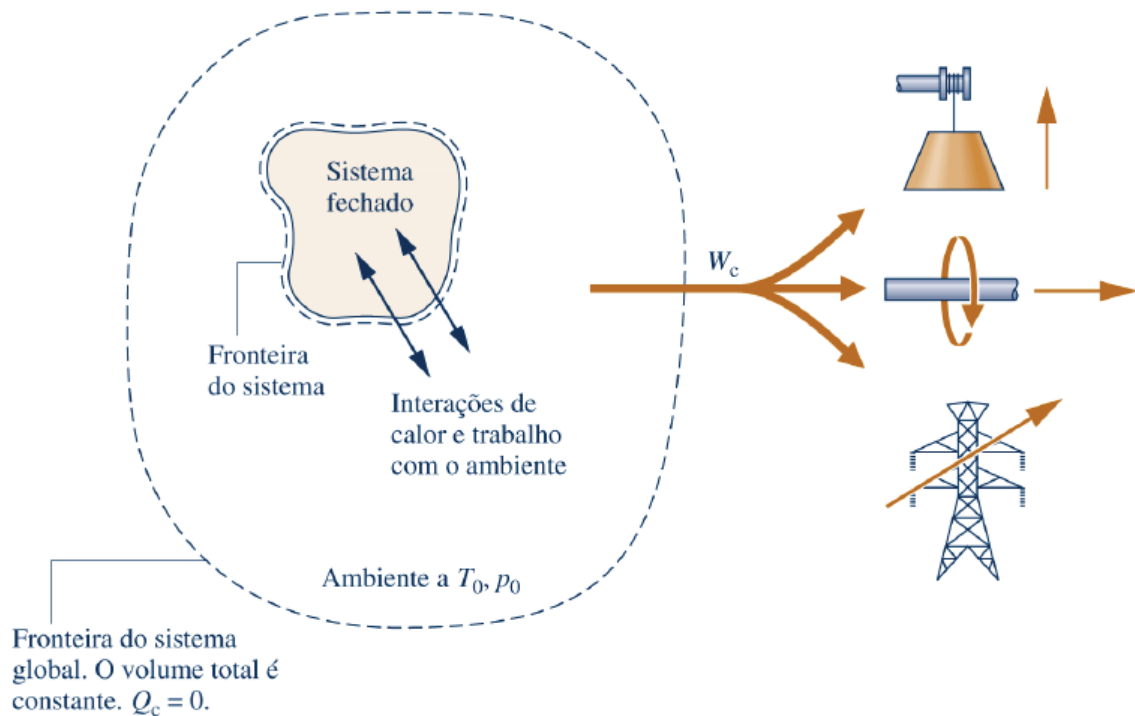 Sistema
fechado
W_c
Fronteira
do sistema
Interações de
calor e trabalho
com o ambiente
Ambiente a T_0, p_0
Fronteira do sistema
global. O volume total é
constante. Q_c = 0.